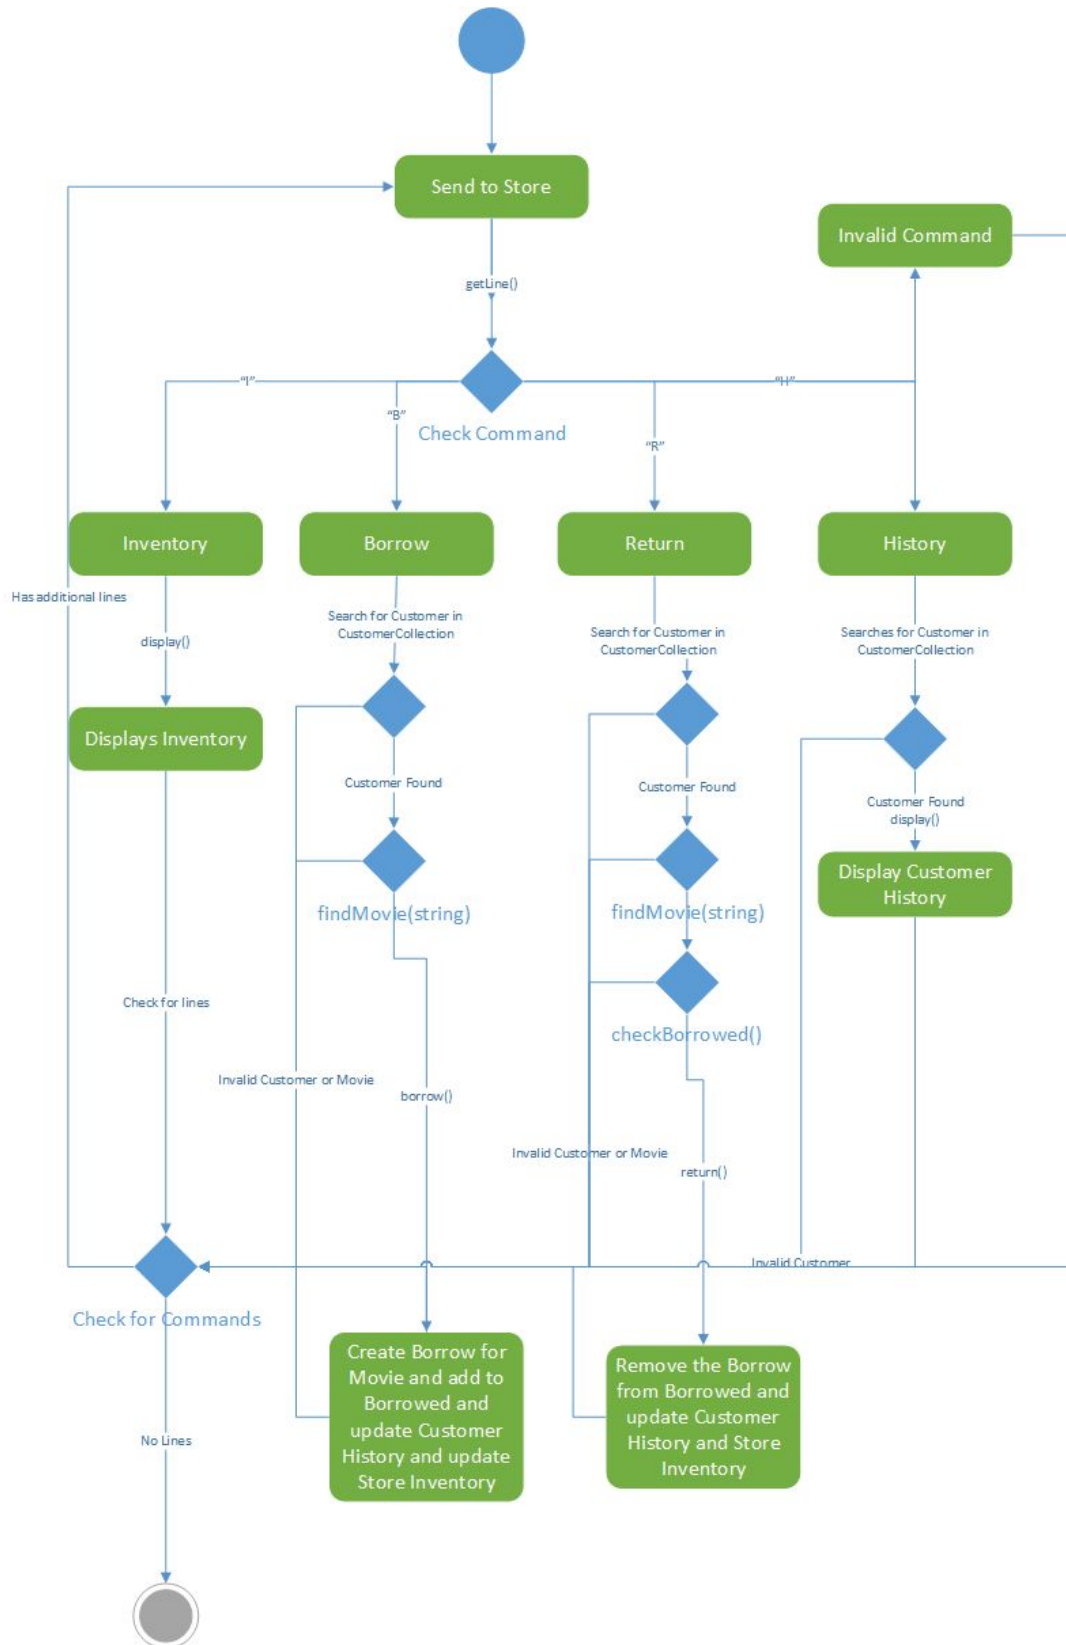 Send to Store
Invalid Command
getLine()
"I"
"B"
"R"
"H"
Check Command
Inventory
Borrow
Return
History
Has additional lines
display()
Search for Customer in
CustomerCollection
Search for Customer in
CustomerCollection
Searches for Customer in
CustomerCollection
Displays Inventory
Customer Found
Customer Found
Customer Found
display()
Display Customer
History
findMovie(string)
findMovie(string)
Check for lines
checkBorrowed()
Invalid Customer or Movie
borrow()
Invalid Customer or Movie
return()
Invalid Customer
Check for Commands
Create Borrow for
Movie and add to
Borrowed and
update Customer
History and update
Store Inventory
Remove the Borrow
from Borrowed and
update Customer
History and Store
Inventory
No Lines